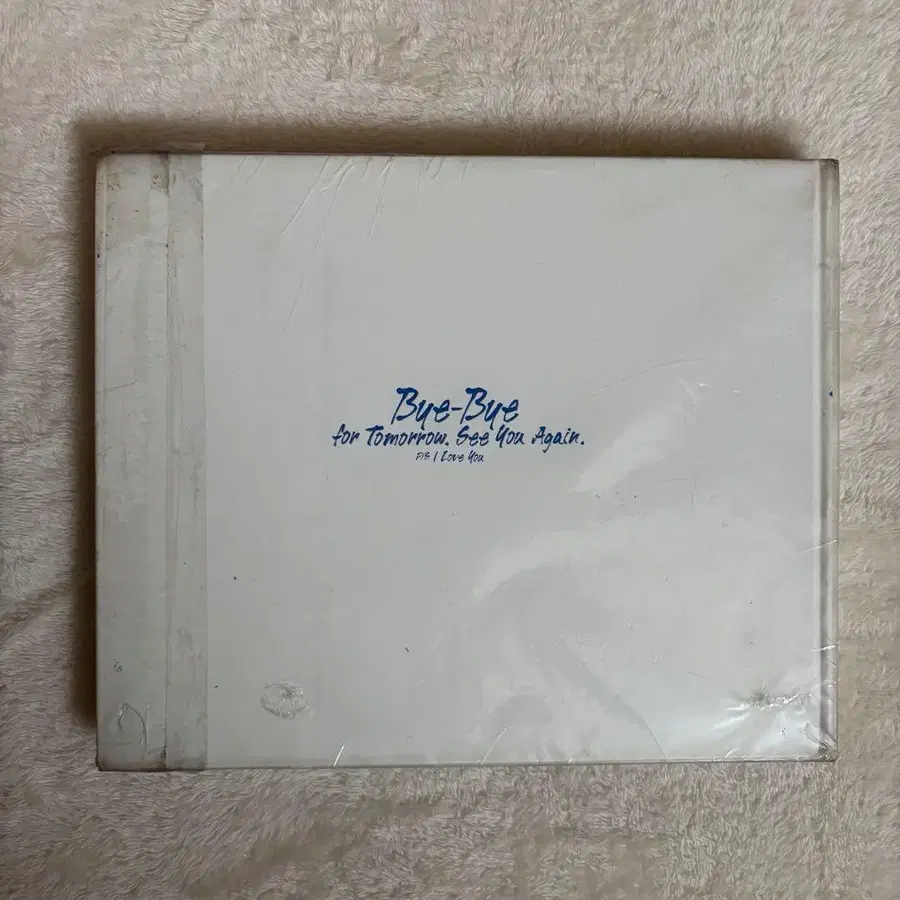 Bye-Bye
for Tomorrow. See You Again.
P/S I Love You